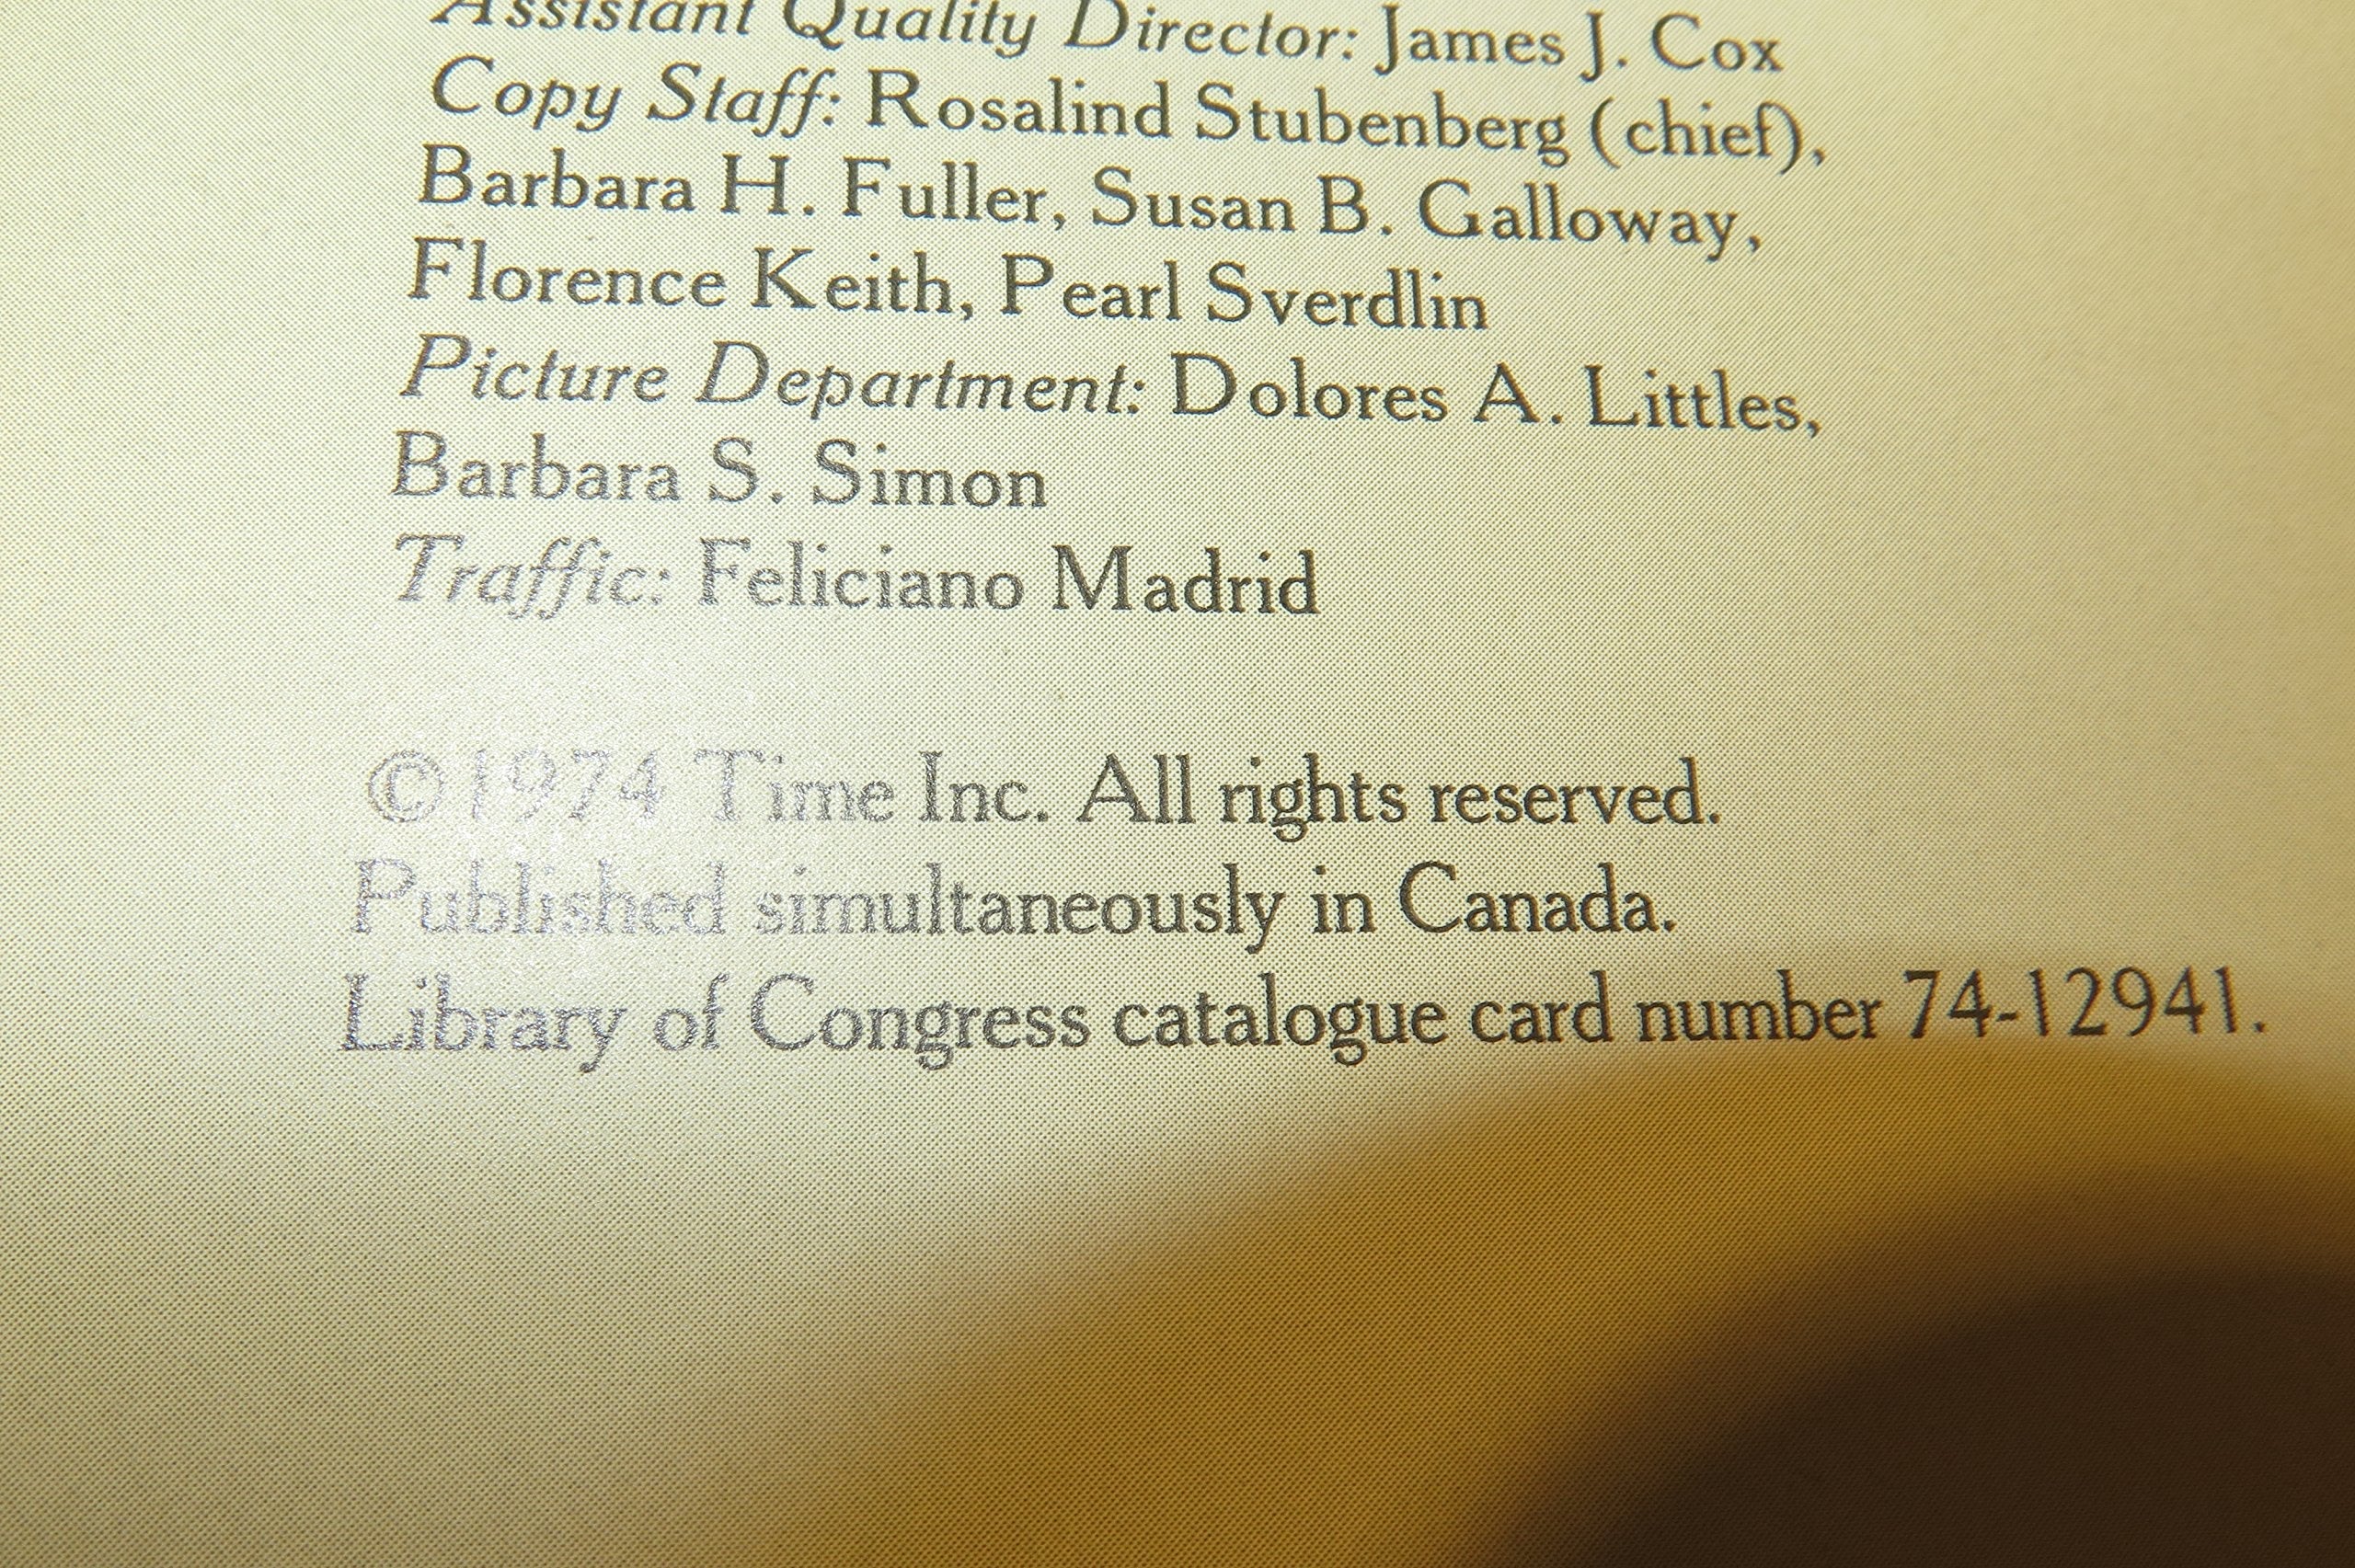 Assistant Quality Director: James J. Cox
Copy Staff: Rosalind Stubenberg (chief),
Barbara H. Fuller, Susan B. Galloway,
Florence Keith, Pearl Sverdlin
Picture Department: Dolores A. Littles,
Barbara S. Simon
Traffic: Feliciano Madrid
©1974 Time Inc. All rights reserved.
Published simultaneously in Canada.
Library of Congress catalogue card number 74-12941.